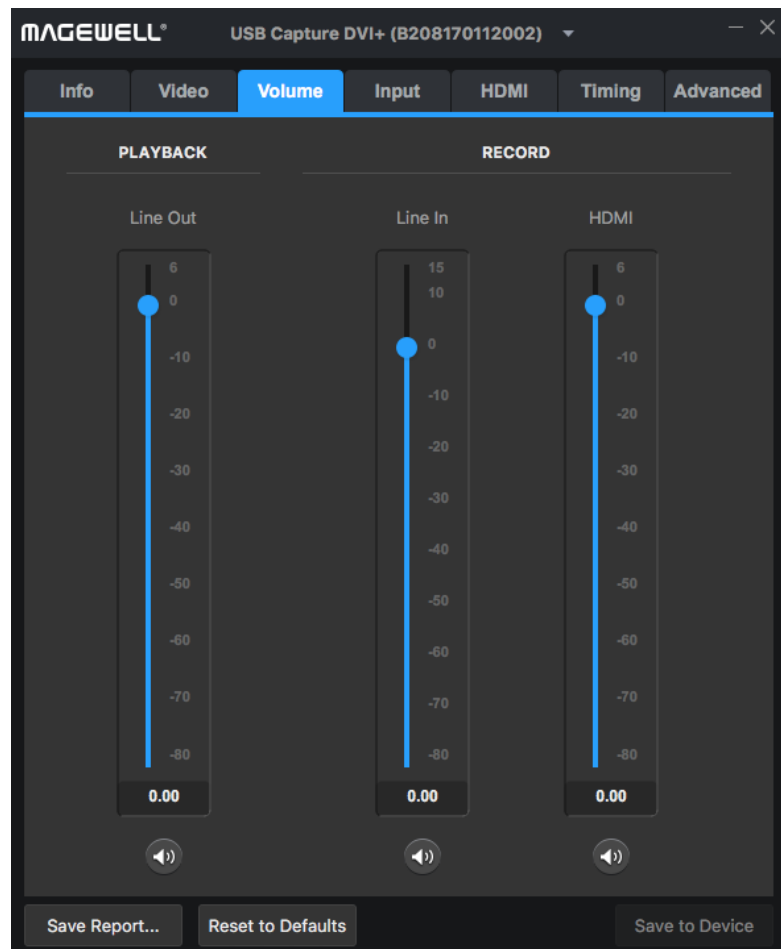 MAGEWELL® USB Capture DVI+ (B208170112002)
Info Video Volume Input HDMI Timing Advanced
PLAYBACK RECORD
Line Out Line In HDMI
6 15 6
10
0 0
0
-10 -10
-10
-20 -20
-20
-30 -30
-30
-40 -40
-40
-50 -50
-50
-60 -60
-60
-70 -70
-70
-80 -80 -80
0.00 0.00 0.00
Save Report... Reset to Defaults Save to Device